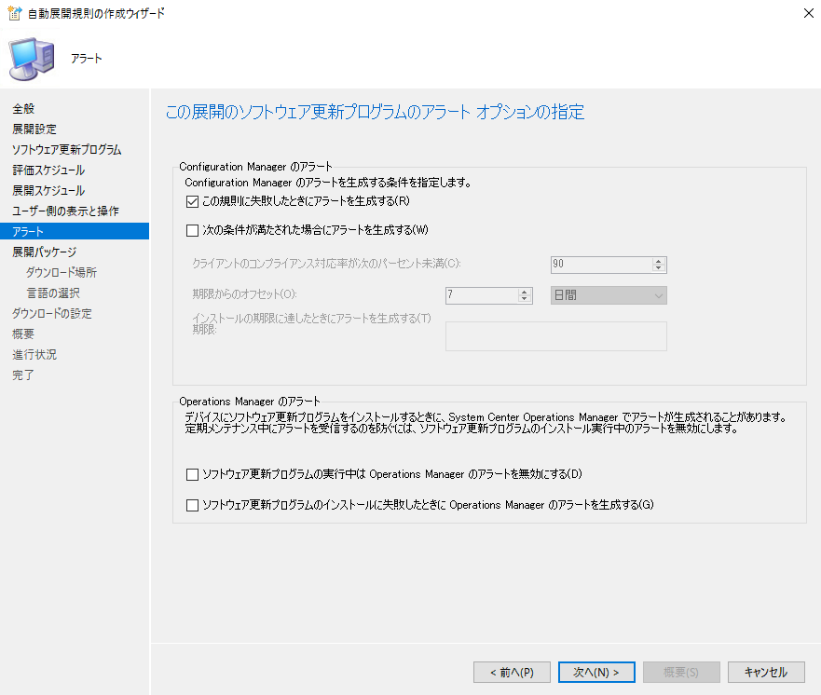 自動展開規則の作成ウィザード
アラート
全般
展開設定
ソフトウェア更新プログラム
評価スケジュール
展開スケジュール
ユーザー側の表示と操作
アラート
展開パッケージ
ダウンロード場所
言語の選択
ダウンロードの設定
概要
進行状況
完了
この展開のソフトウェア更新プログラムのアラート オプションの指定
Configuration Manager のアラート
Configuration Manager のアラートを生成する条件を指定します。
この規則に失敗したときにアラートを生成する(R)
次の条件が満たされた場合にアラートを生成する(W)
クライアントのコンプライアンス対応率が次のパーセント未満(C): 90
期限からのオフセット(O): 7 日間
インストールの期限に達したときにアラートを生成する(T)
期限:
Operations Manager のアラート
デバイスにソフトウェア更新プログラムをインストールするときに、System Center Operations Manager でアラートが生成されることがあります。
定期メンテナンス中にアラートを受信するのを防ぐには、ソフトウェア更新プログラムのインストール実行中のアラートを無効にします。
ソフトウェア更新プログラムの実行中は Operations Manager のアラートを無効にする(D)
ソフトウェア更新プログラムのインストールに失敗したときに Operations Manager のアラートを生成する(G)
< 前へ(P) 次へ(N) > 概要(S) キャンセル